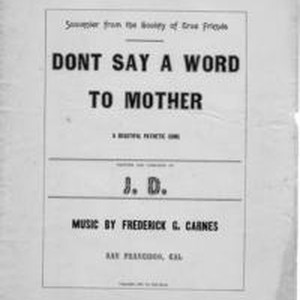 Souvenier from the Society of True Friends
DONT SAY A WORD
TO MOTHER
A BEAUTIFUL PATHETIC SONG
J. D.
MUSIC BY FREDERICK G. CARNES
SAN FRANCISCO, CAL